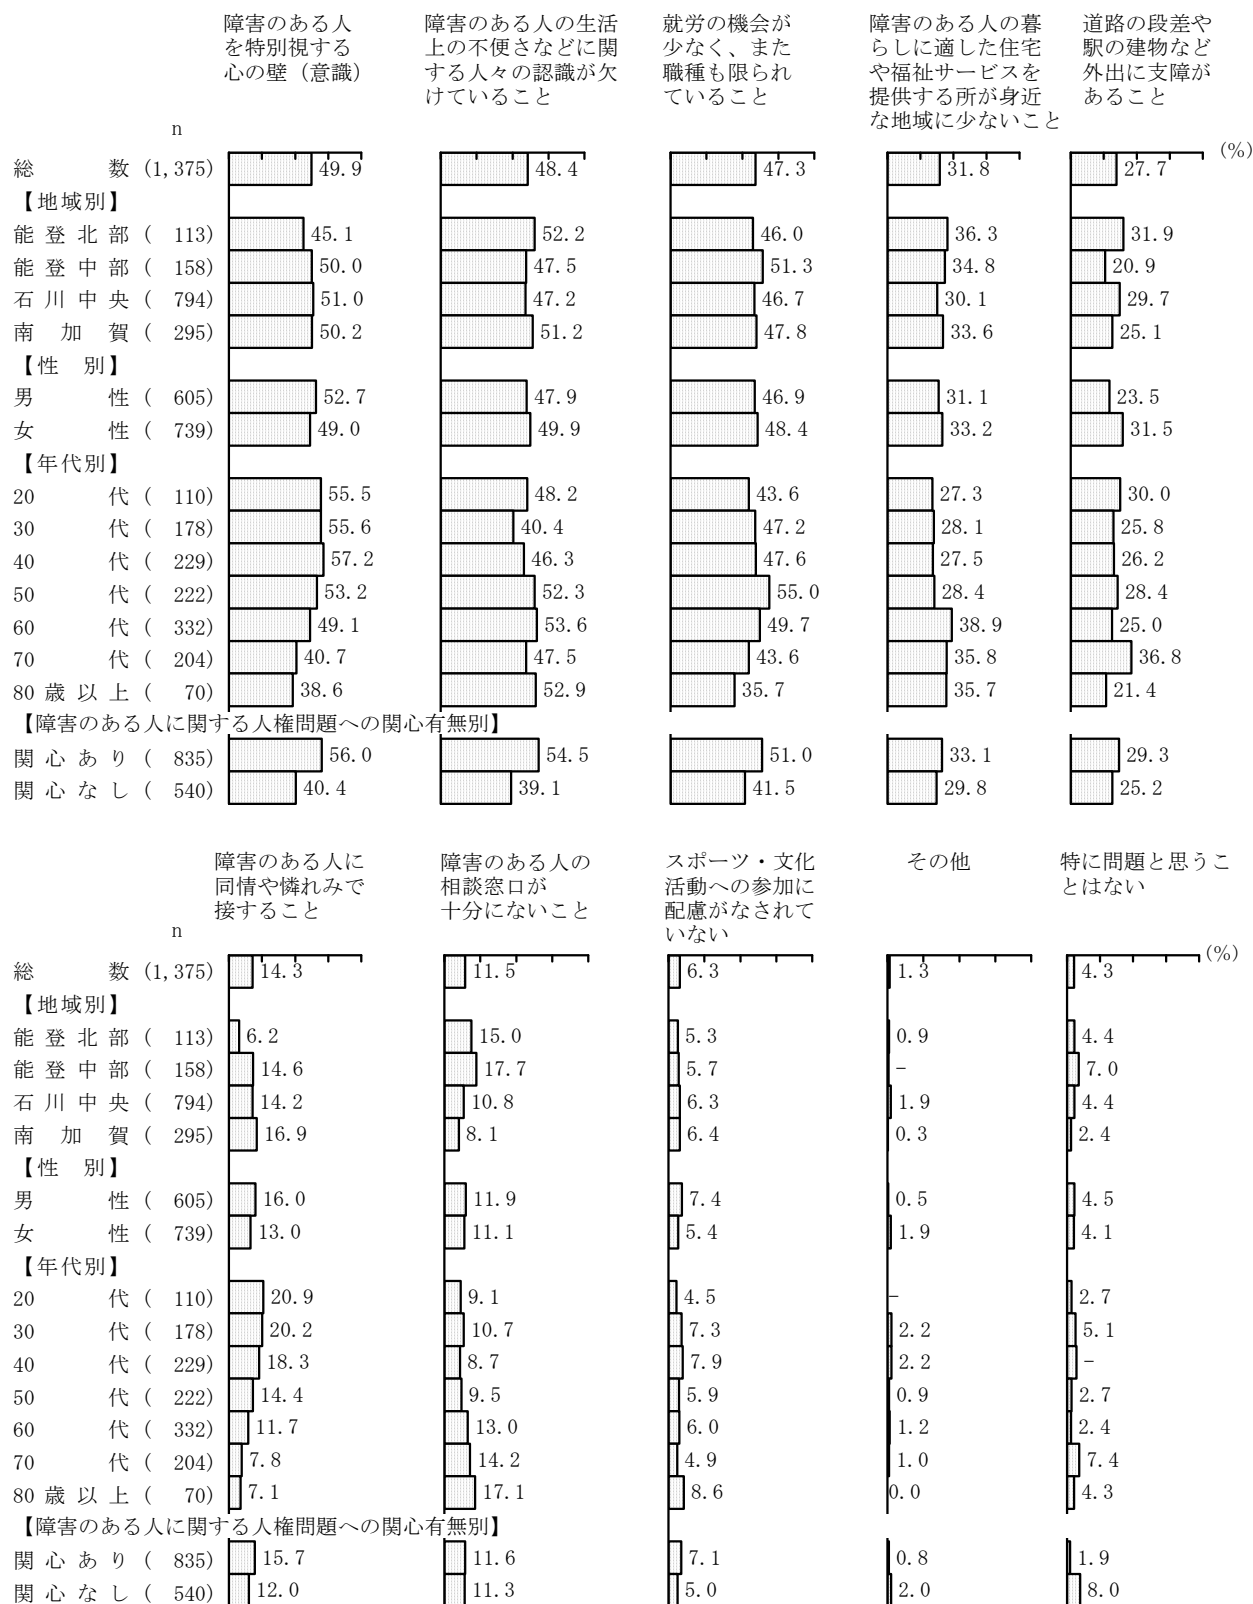 障害のある人
を特別視する
心の壁（意識）
障害のある人の生活
上の不便さなどに関
する人々の認識が欠
けていること
就労の機会が
少なく、また
職種も限られ
ていること
障害のある人の暮
らしに適した住宅
や福祉サービスを
提供する所が身近
な地域に少ないこと
道路の段差や
駅の建物など
外出に支障が
あること
n
(%)
総　数 (1,375) 49.9 48.4 47.3 31.8 27.7
【地域別】
能登北部 ( 113) 45.1 52.2 46.0 36.3 31.9
能登中部 ( 158) 50.0 47.5 51.3 34.8 20.9
石川中央 ( 794) 51.0 47.2 46.7 30.1 29.7
南加賀 ( 295) 50.2 51.2 47.8 33.6 25.1
【性　別】
男　性 ( 605) 52.7 47.9 46.9 31.1 23.5
女　性 ( 739) 49.0 49.9 48.4 33.2 31.5
【年代別】
20　代 ( 110) 55.5 48.2 43.6 27.3 30.0
30　代 ( 178) 55.6 40.4 47.2 28.1 25.8
40　代 ( 229) 57.2 46.3 47.6 27.5 26.2
50　代 ( 222) 53.2 52.3 55.0 28.4 28.4
60　代 ( 332) 49.1 53.6 49.7 38.9 25.0
70　代 ( 204) 40.7 47.5 43.6 35.8 36.8
80歳以上 ( 70) 38.6 52.9 35.7 35.7 21.4
【障害のある人に関する人権問題への関心有無別】
関心あり ( 835) 56.0 54.5 51.0 33.1 29.3
関心なし ( 540) 40.4 39.1 41.5 29.8 25.2
障害のある人に
同情や憐れみで
接すること
障害のある人の
相談窓口が
十分にないこと
スポーツ・文化
活動への参加に
配慮がなされて
いない
その他
特に問題と思うこ
とはない
n
(%)
総　数 (1,375) 14.3 11.5 6.3 1.3 4.3
【地域別】
能登北部 ( 113) 6.2 15.0 5.3 0.9 4.4
能登中部 ( 158) 14.6 17.7 5.7 - 7.0
石川中央 ( 794) 14.2 10.8 6.3 1.9 4.4
南加賀 ( 295) 16.9 8.1 6.4 0.3 2.4
【性　別】
男　性 ( 605) 16.0 11.9 7.4 0.5 4.5
女　性 ( 739) 13.0 11.1 5.4 1.9 4.1
【年代別】
20　代 ( 110) 20.9 9.1 4.5 - 2.7
30　代 ( 178) 20.2 10.7 7.3 2.2 5.1
40　代 ( 229) 18.3 8.7 7.9 2.2 -
50　代 ( 222) 14.4 9.5 5.9 0.9 2.7
60　代 ( 332) 11.7 13.0 6.0 1.2 2.4
70　代 ( 204) 7.8 14.2 4.9 1.0 7.4
80歳以上 ( 70) 7.1 17.1 8.6 0.0 4.3
【障害のある人に関する人権問題への関心有無別】
関心あり ( 835) 15.7 11.6 7.1 0.8 1.9
関心なし ( 540) 12.0 11.3 5.0 2.0 8.0